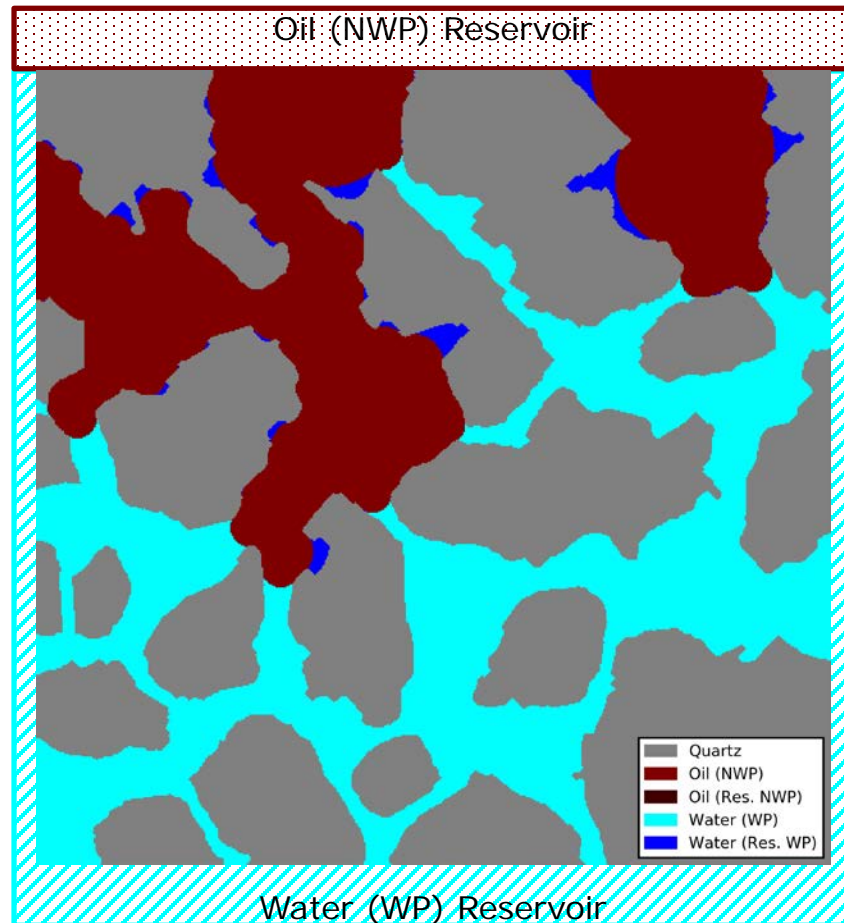 Oil (NWP) Reservoir
Quartz
Oil (NWP)
Oil (Res. NWP)
Water (WP)
Water (Res. WP)
Water (WP) Reservoir